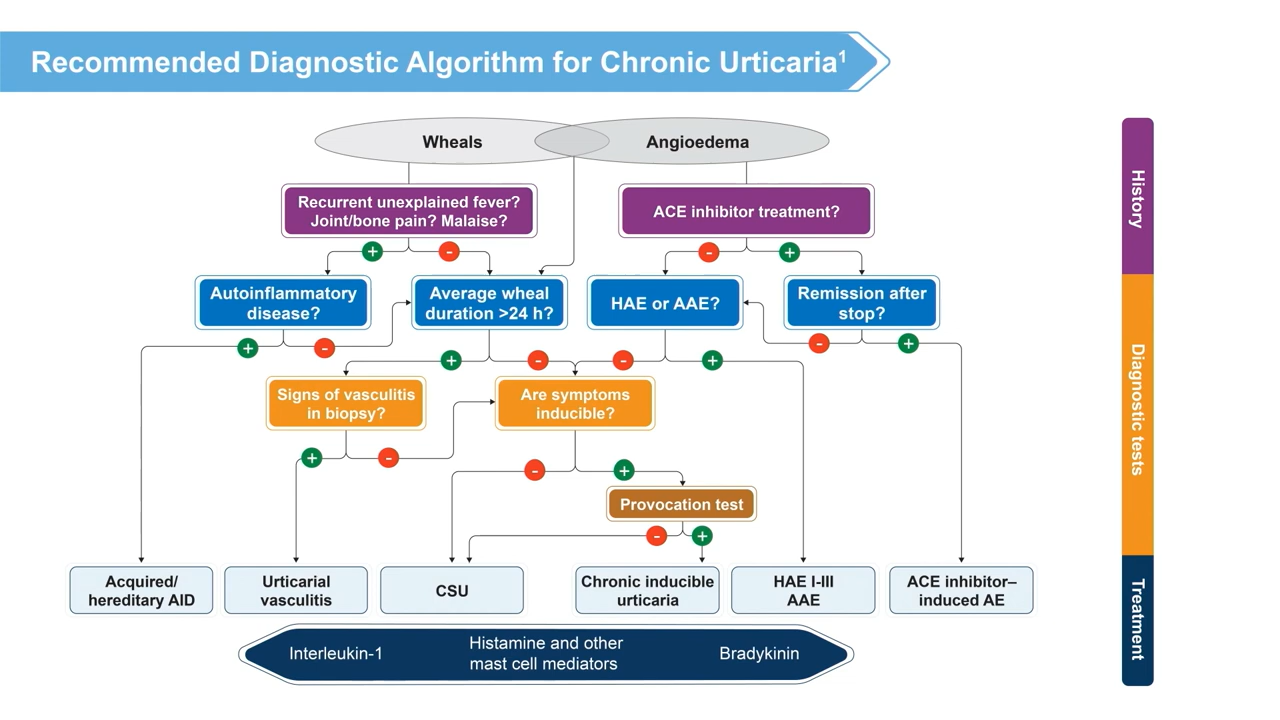 Recommended Diagnostic Algorithm for Chronic Urticaria¹
Wheals
Angioedema
Recurrent unexplained fever?
Joint/bone pain? Malaise?
ACE inhibitor treatment?
+
-
-
+
Autoinflammatory
disease?
Average wheal
duration >24 h?
HAE or AAE?
Remission after
stop?
+
-
+
-
-
+
-
+
Signs of vasculitis
in biopsy?
Are symptoms
inducible?
+
-
-
+
Provocation test
-
+
Acquired/
hereditary AID
Urticarial
vasculitis
CSU
Chronic inducible
urticaria
HAE I-III
AAE
ACE inhibitor–
induced AE
Interleukin-1
Histamine and other
mast cell mediators
Bradykinin
History
Diagnostic tests
Treatment